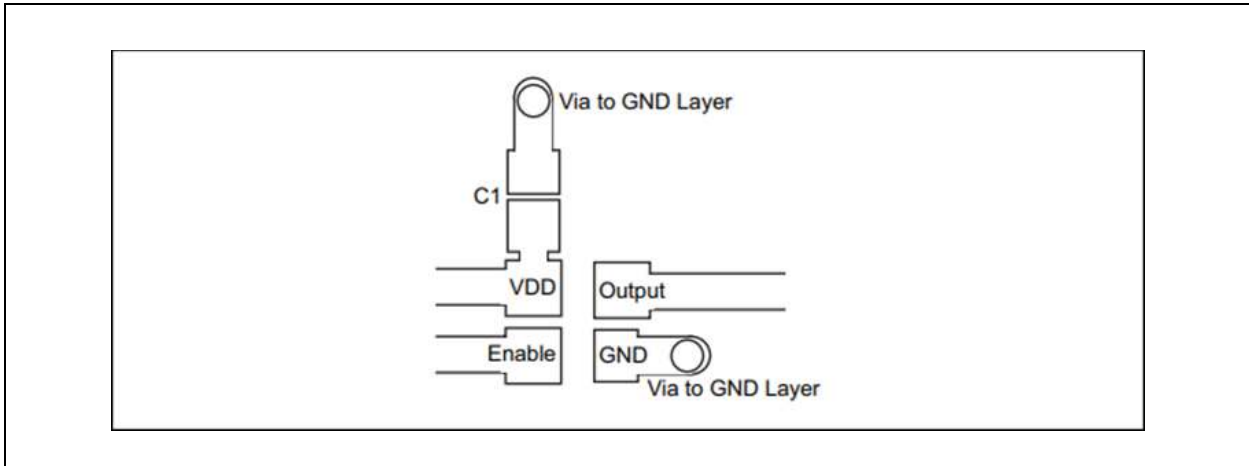 Via to GND Layer
C1
VDD
Output
Enable
GND
Via to GND Layer